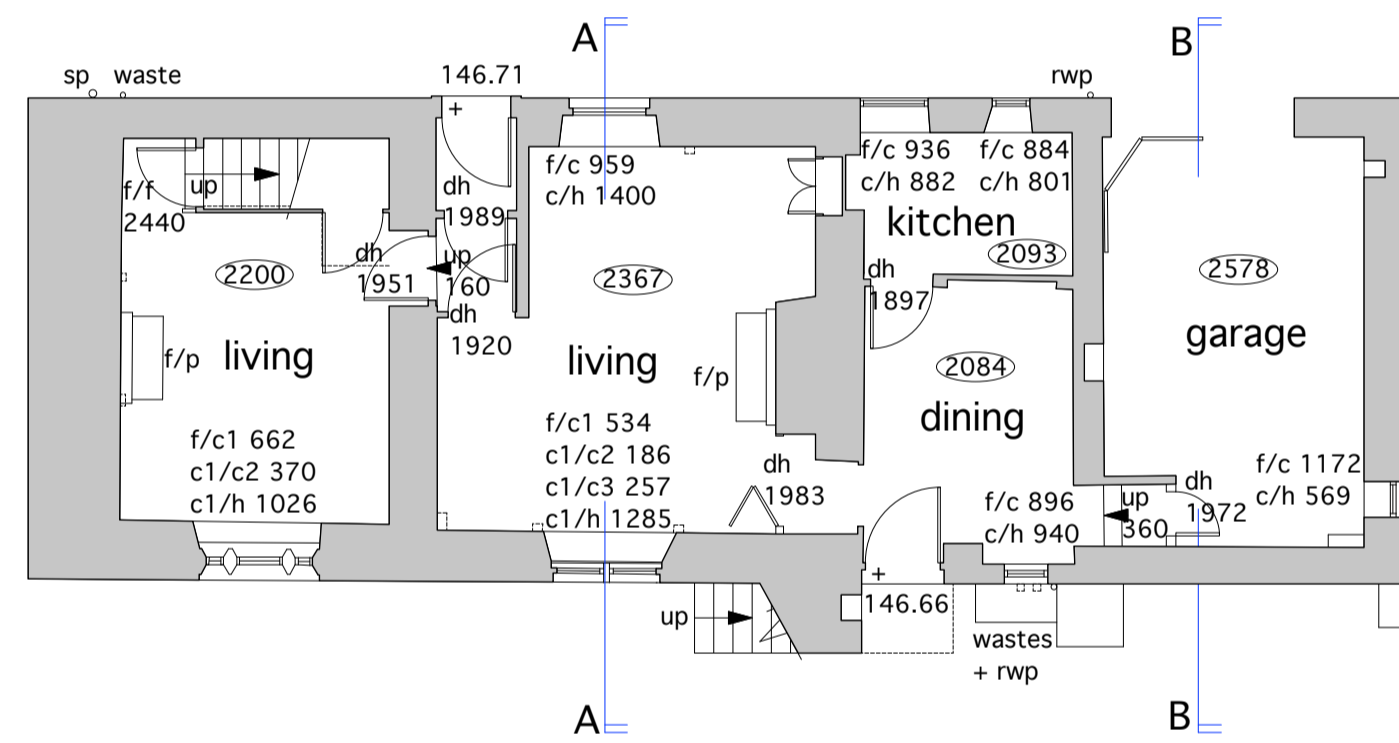 A
B
sp waste
146.71
rwp
+
f/c 959
c/h 1400
f/c 936
c/h 882
f/c 884
c/h 801
up
f/f
2440
dh
1989
kitchen
2093
dh
1951
up
160
2200
2367
dh
1897
2578
dh
1920
f/p
living
living
f/p
2084
garage
dining
f/c1 662
c1/c2 370
c1/h 1026
f/c1 534
c1/c2 186
c1/c3 257
c1/h 1285
dh
1983
f/c 896
c/h 940
up
360
dh
1972
f/c 1172
c/h 569
+
146.66
up
wastes
+ rwp
A
B